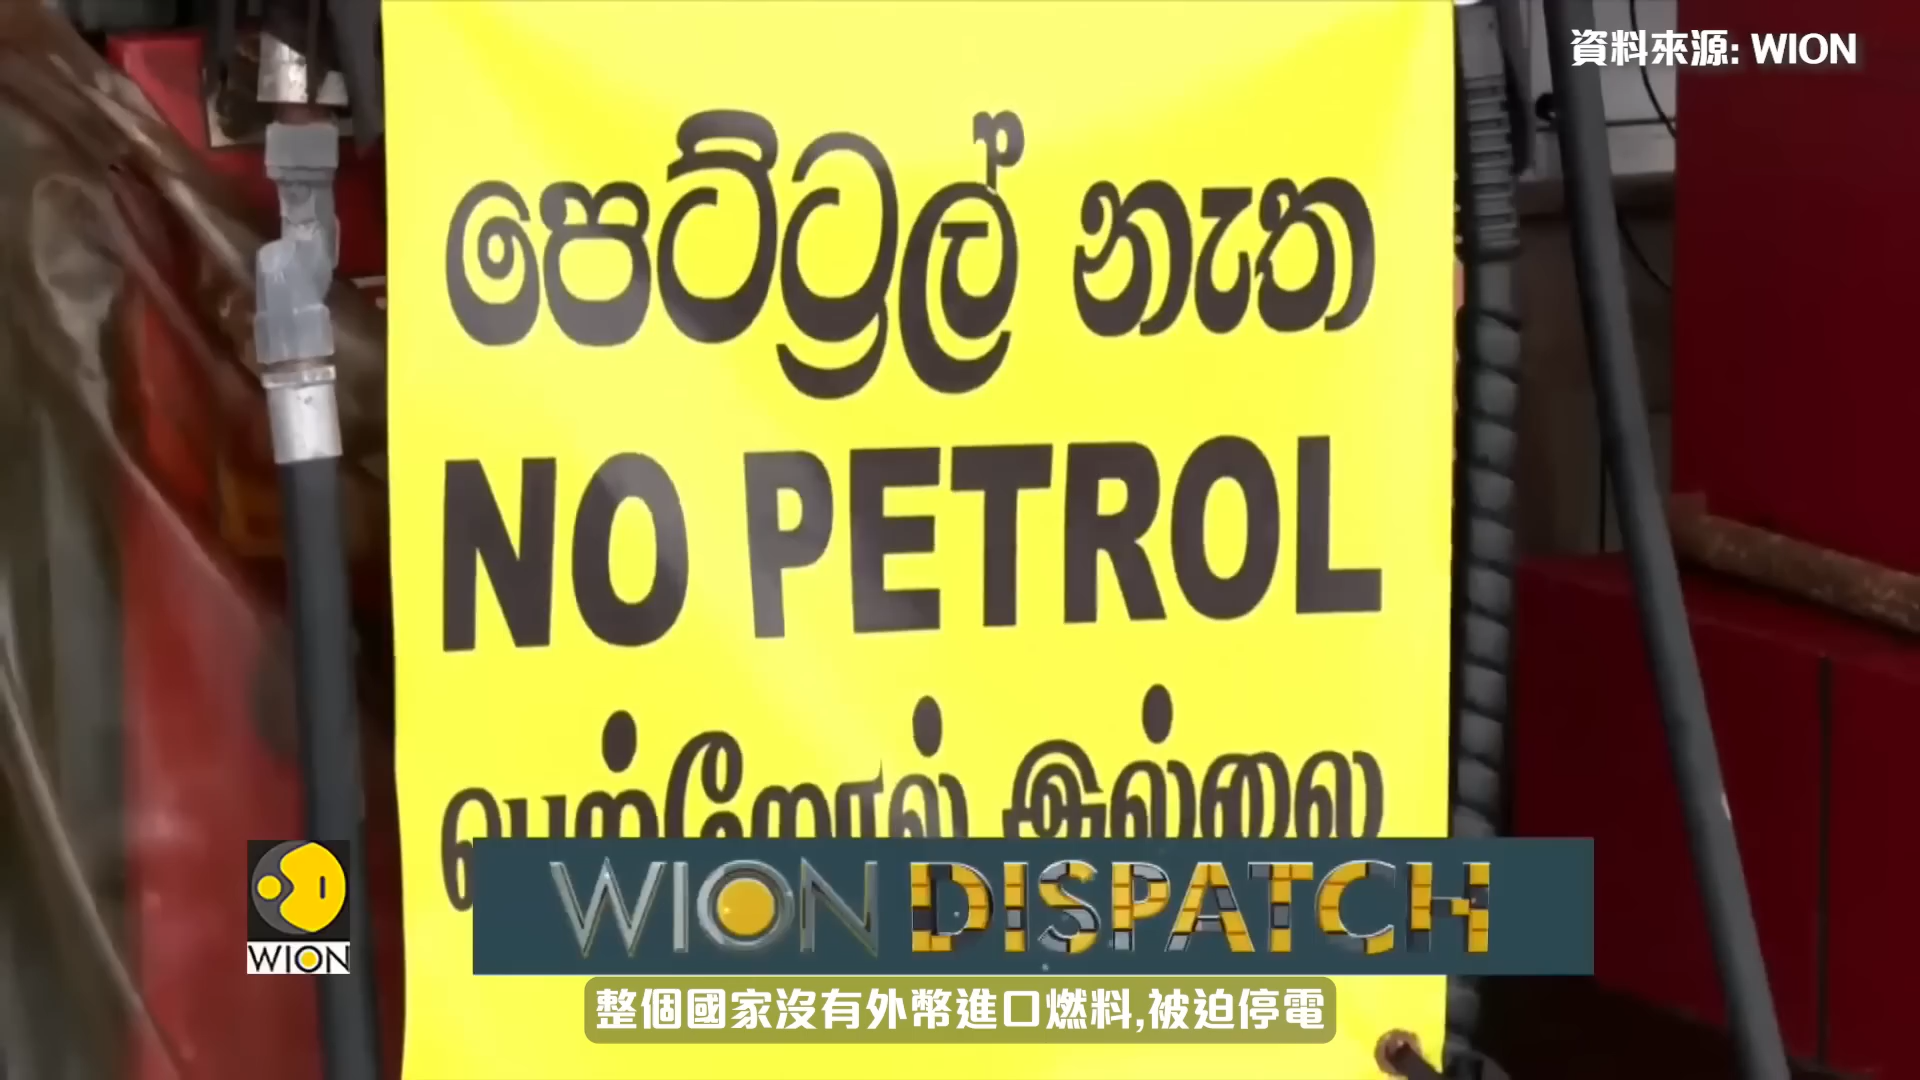 資料來源: WION
පෙට්ට්‍රල් නැත
NO PETROL
பெற்றோல் இல்லை
WION DISPATCH
WION
整個國家沒有外幣進口燃料,被迫停電